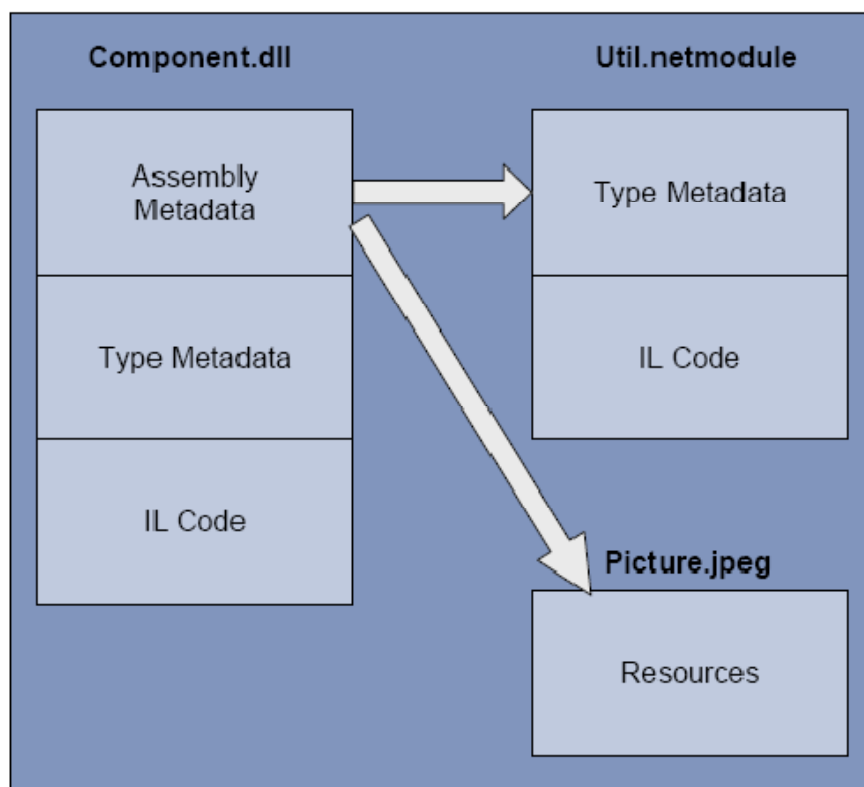 Component.dll
Assembly
Metadata
Type Metadata
IL Code
Util.netmodule
Type Metadata
IL Code
Picture.jpeg
Resources